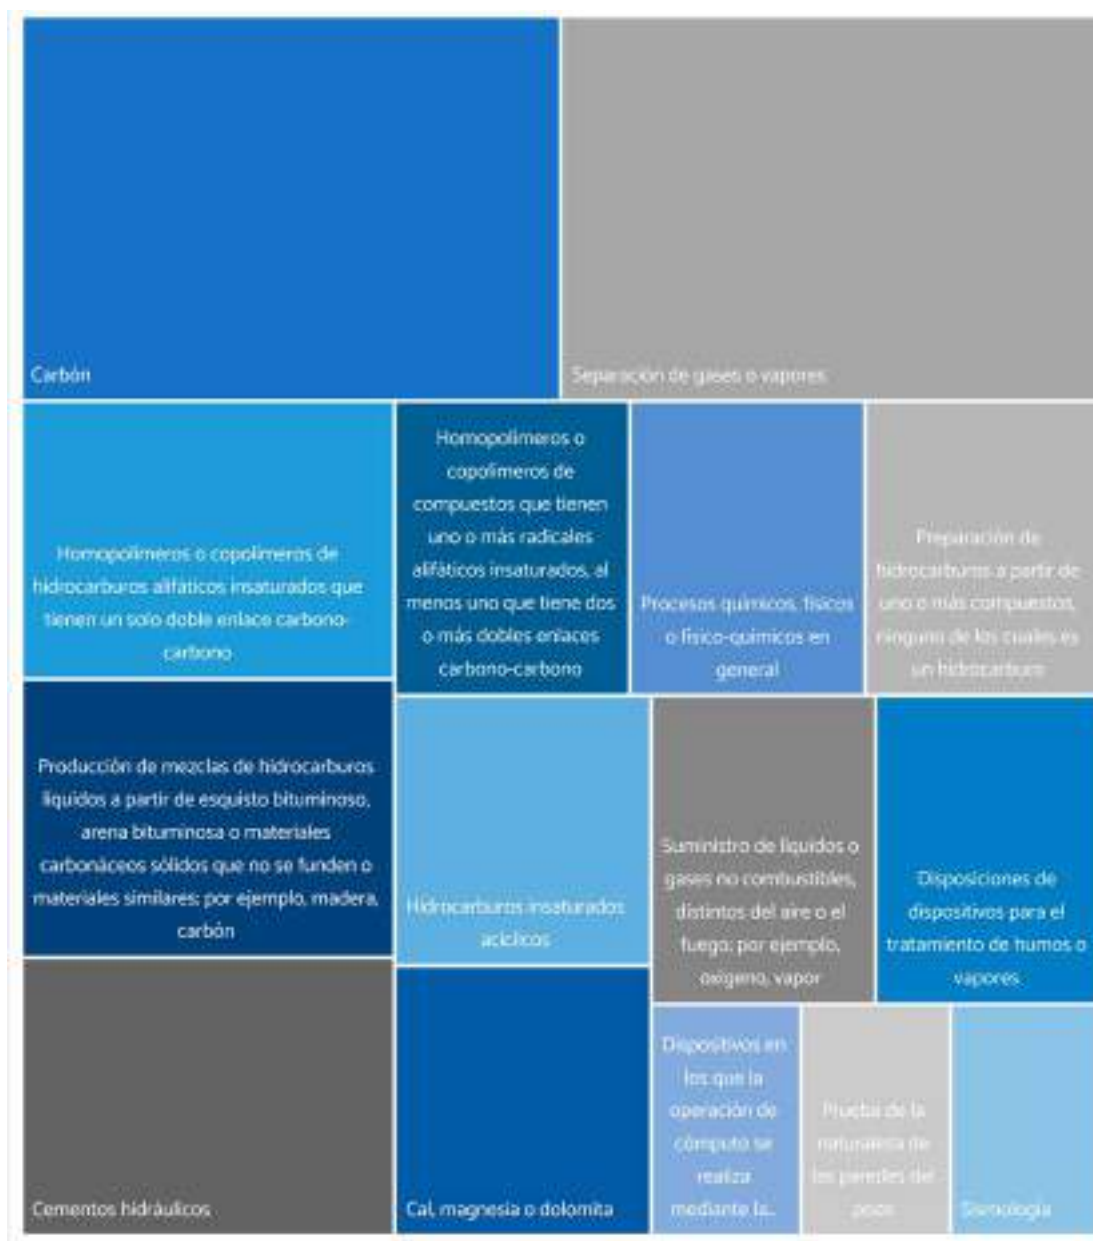 Carbón
Separación de gases o vapores
Homopolímeros o copolímeros de
hidrocarburos alifáticos insaturados que
tienen un solo doble enlace carbono-
carbono
Homopolímeros o
copolímeros de
compuestos que tienen
uno o más radicales
alifáticos insaturados, al
menos uno que tiene dos
o más dobles enlaces
carbono-carbono
Procesos químicos, físicos
o físico-químicos en
general
Preparación de
hidrocarburos a partir de
uno o más compuestos,
ninguno de los cuales es
un hidrocarburo
Producción de mezclas de hidrocarburos
líquidos a partir de esquisto bituminoso,
arena bituminosa o materiales
carbonáceos sólidos que no se funden o
materiales similares; por ejemplo, madera,
carbón
Hidrocarburos insaturados
acíclicos
Suministro de líquidos o
gases no combustibles,
distintos del aire o el
fuego; por ejemplo,
oxígeno, vapor
Disposiciones de
dispositivos para el
tratamiento de humos o
vapores
Cementos hidráulicos
Cal, magnesia o dolomita
Dispositivos en
los que la
operación de
cómputo se
realiza
mediante la..
Prueba de la
naturaleza de
las paredes del
pozo
Sismología